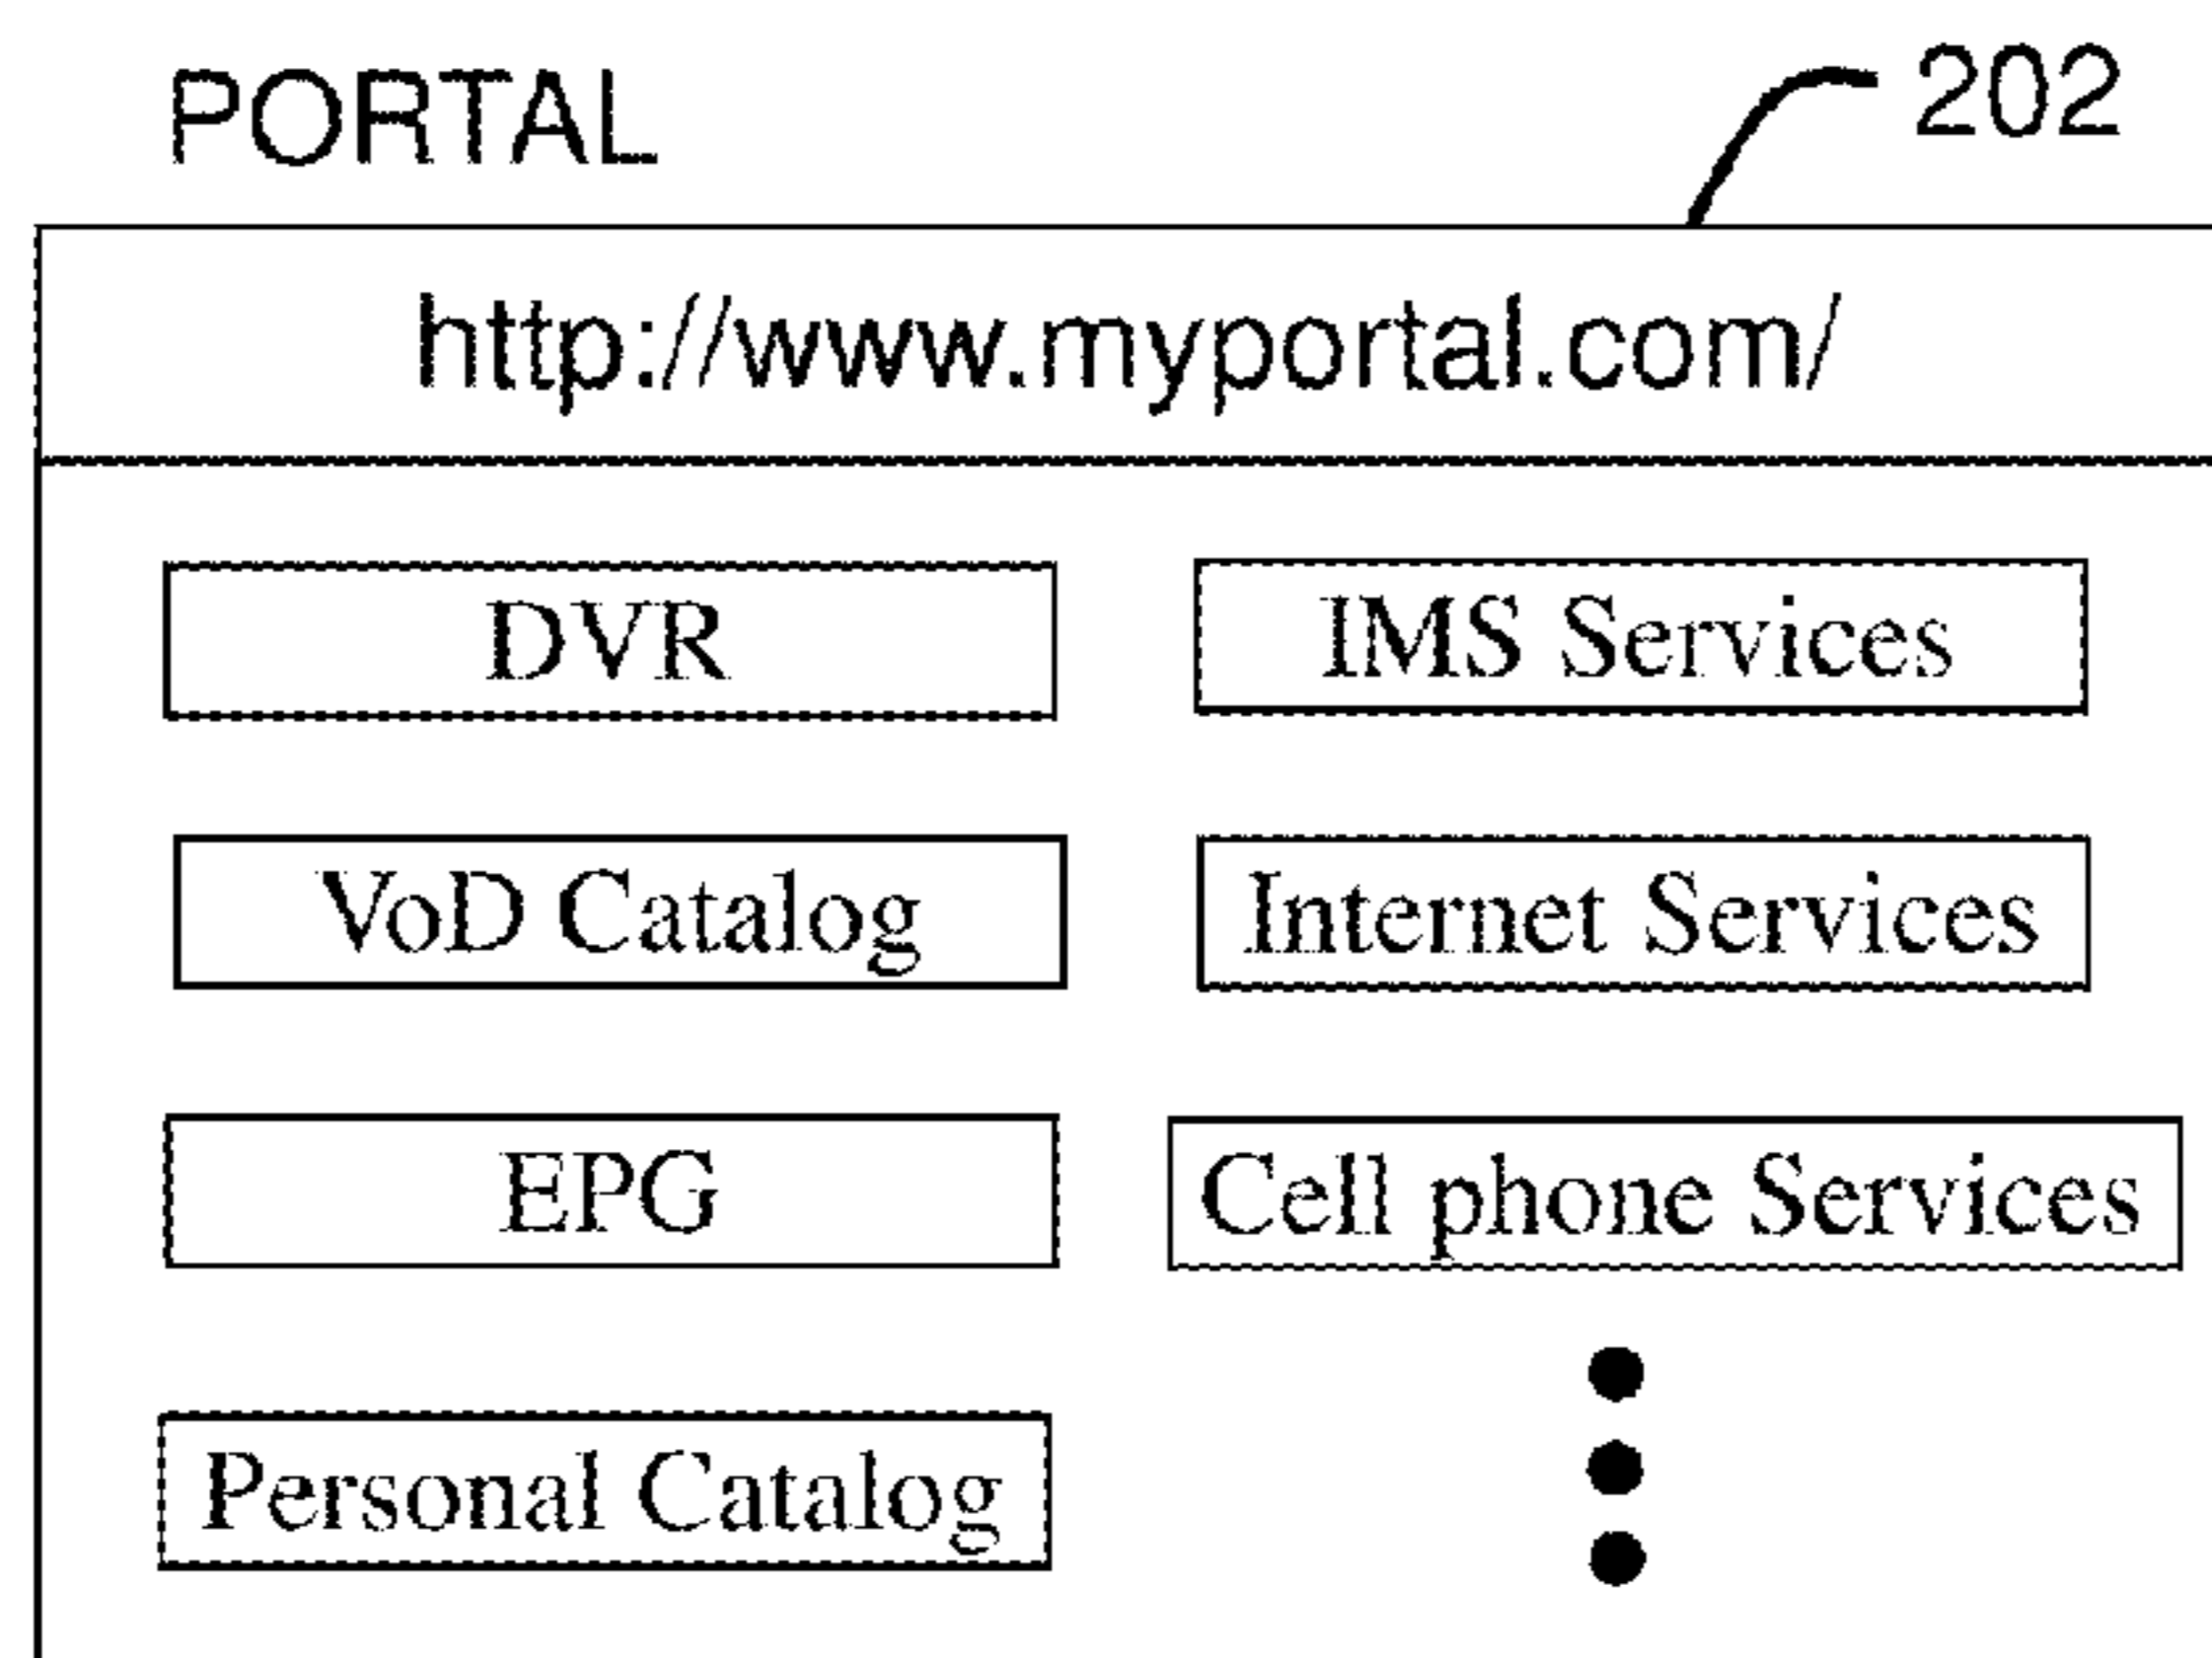 PORTAL
202
http://www.myportal.com/
DVR
IMS Services
VoD Catalog
Internet Services
EPG
Cell phone Services
Personal Catalog